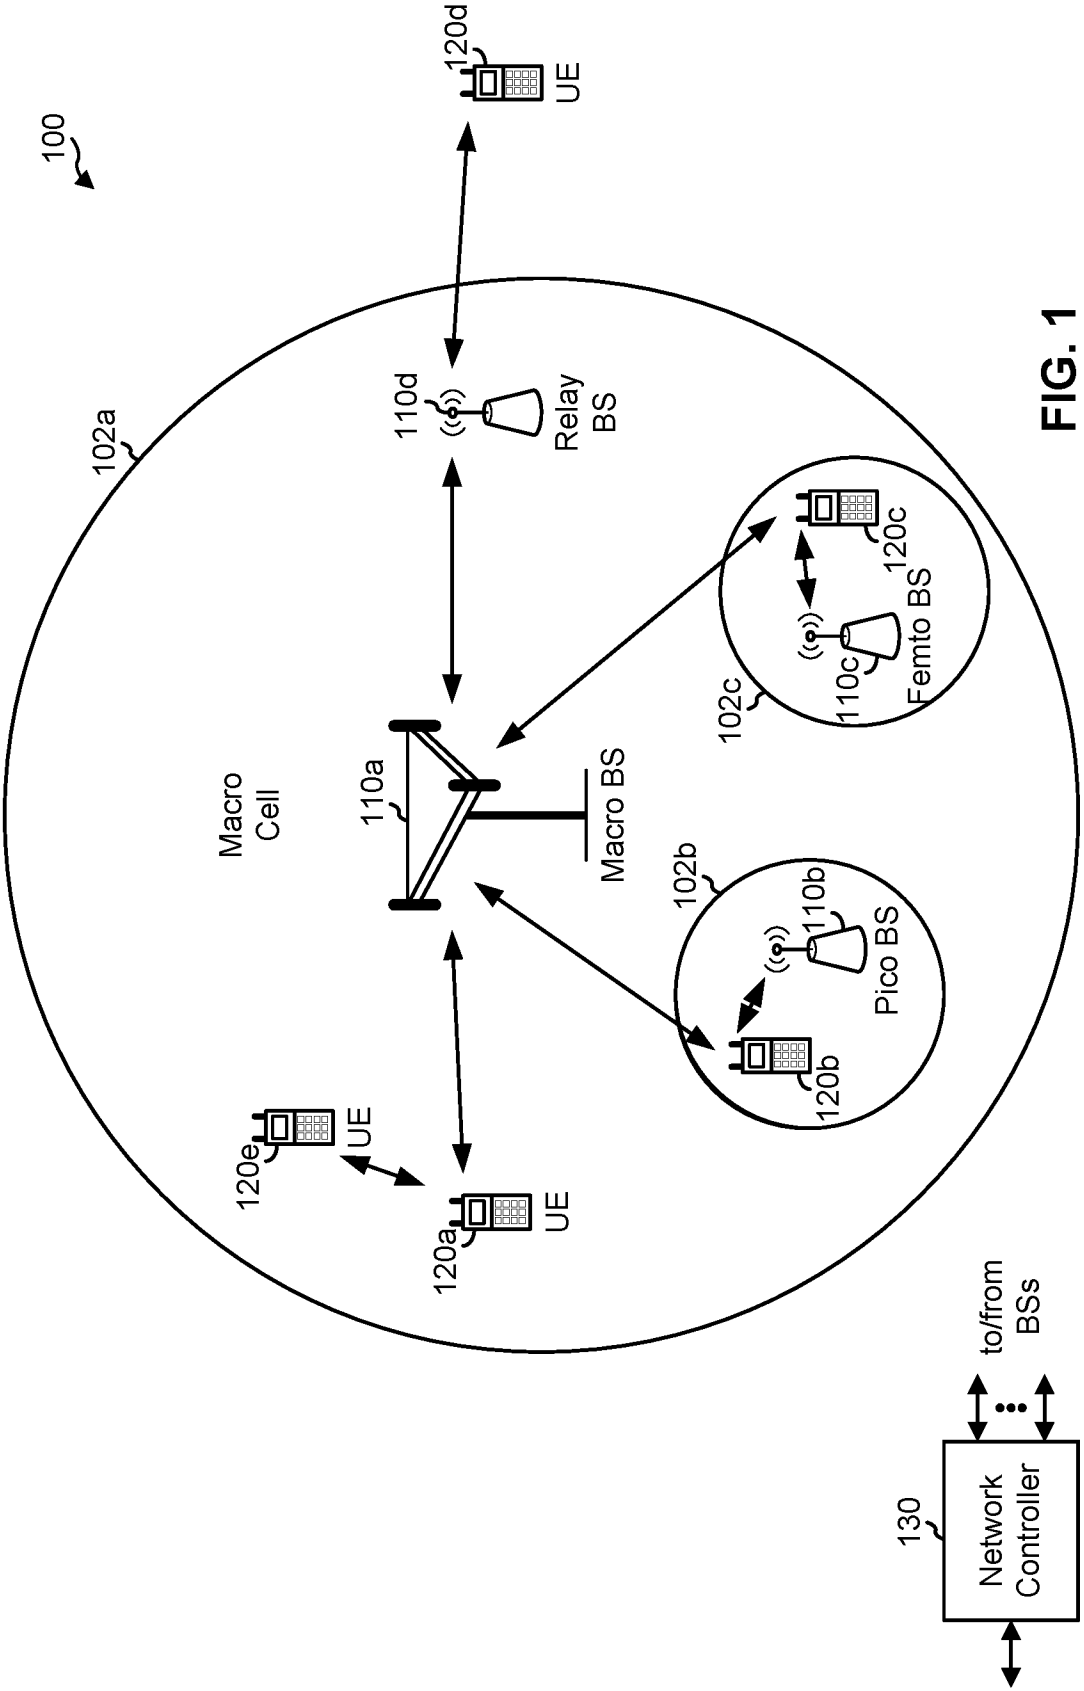 100
102a
Macro
Cell
110a
110d
120d
UE
120e
UE
120a
UE
Relay
BS
Macro BS
102b
110b
Pico BS
120b
102c
110c
Femto BS
120c
130
Network
Controller
to/from
BSs
FIG. 1